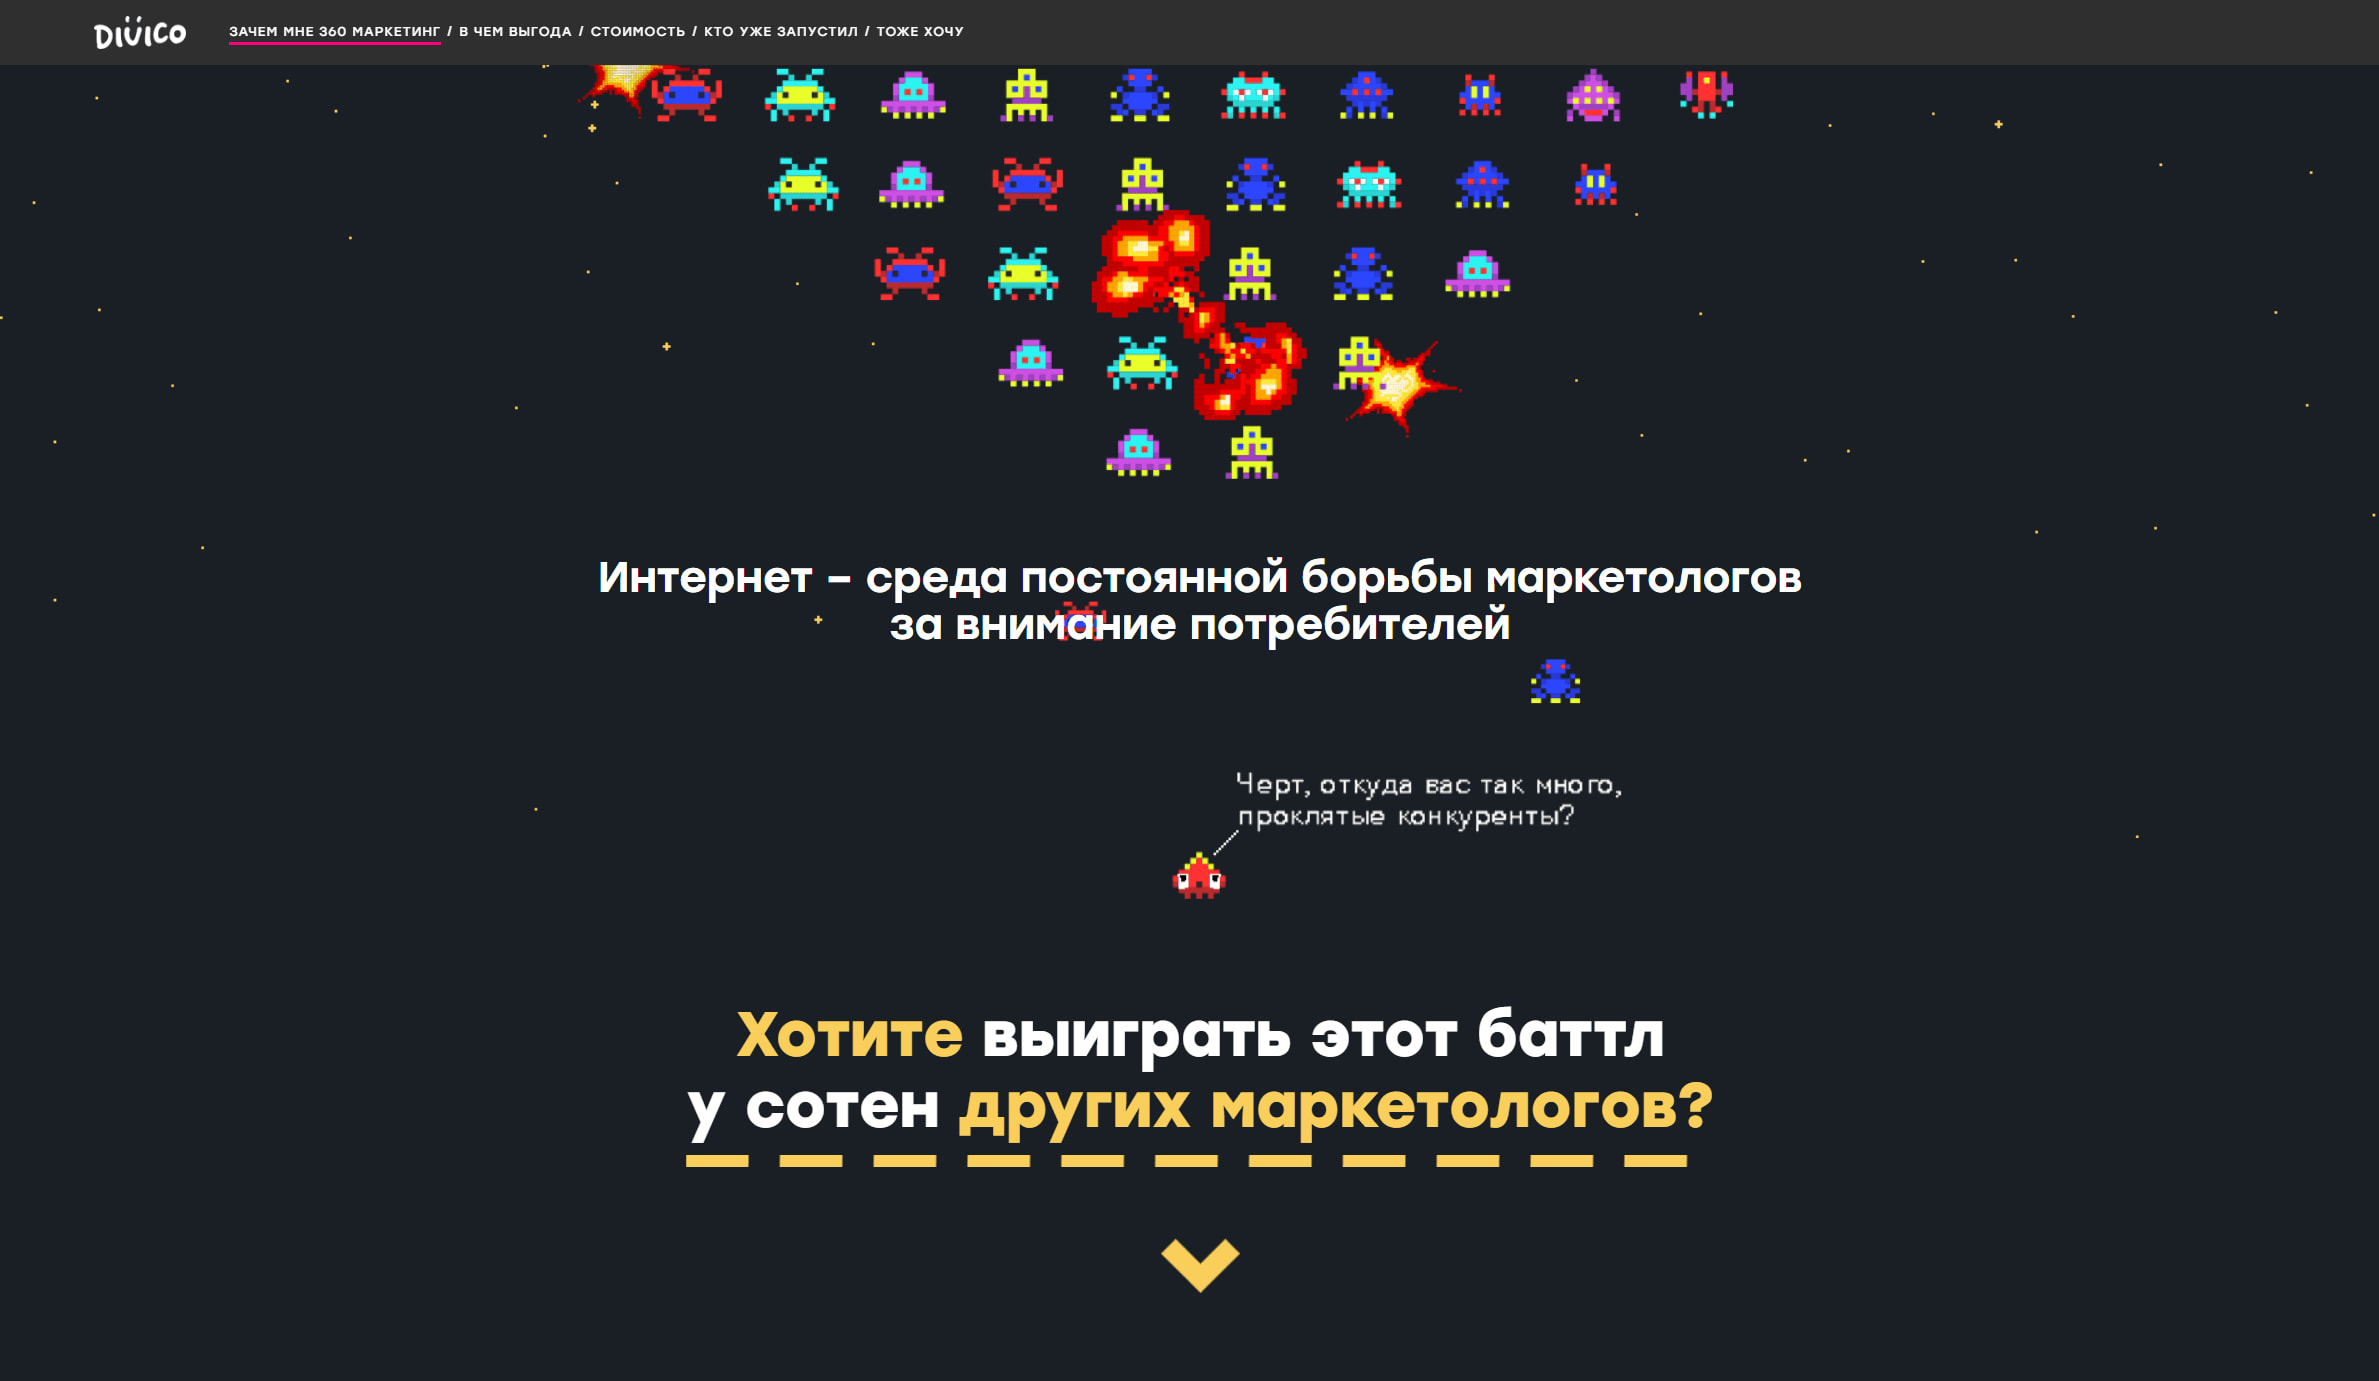 DiViCO
ЗАЧЕМ МНЕ 360 МАРКЕТИНГ / В ЧЕМ ВЫГОДА / СТОИМОСТЬ / КТО УЖЕ ЗАПУСТИЛ / ТОЖЕ ХОЧУ
Интернет – среда постоянной борьбы маркетологов
за внимание потребителей
Черт, откуда вас так много,
проклятые конкуренты?
Хотите выиграть этот баттл
у сотен других маркетологов?